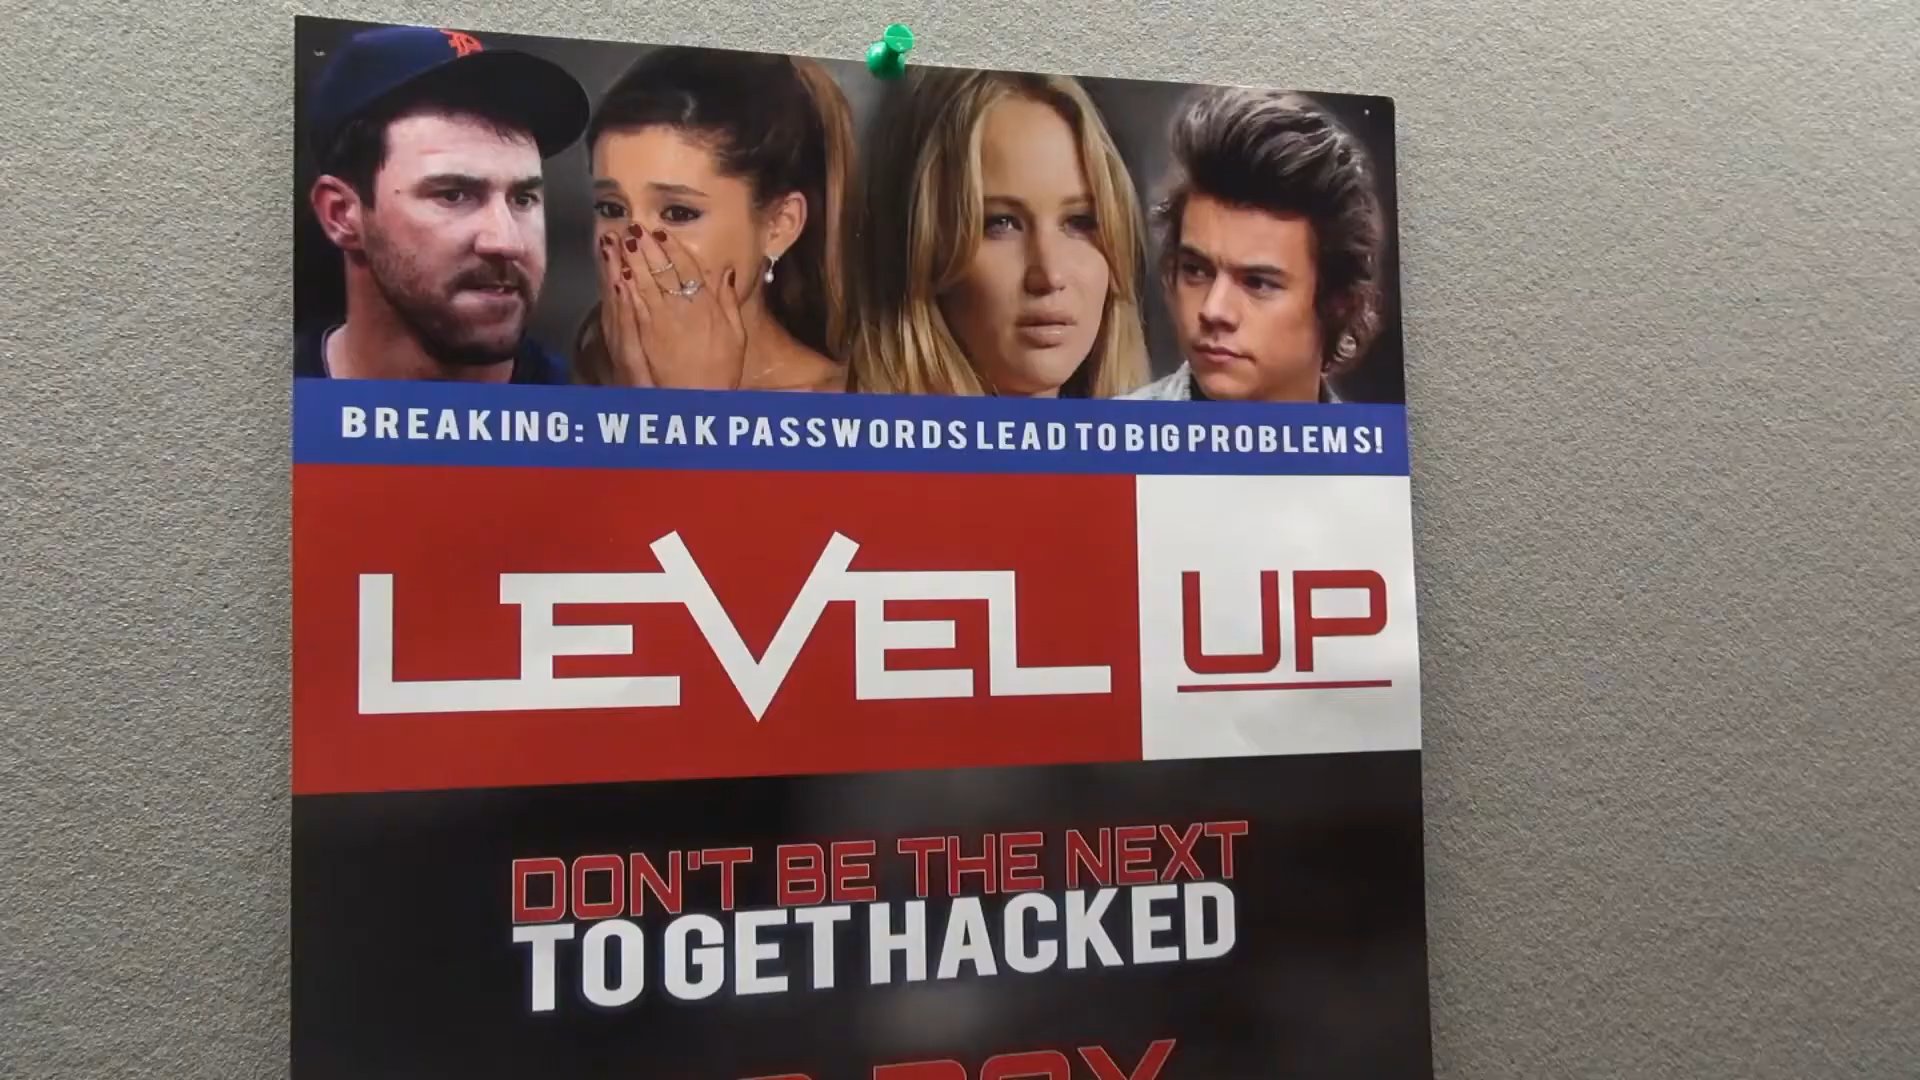 BREAKING: WEAK PASSWORDS LEAD TO BIG PROBLEMS!
LEVEL UP
DON'T BE THE NEXT
TO GET HACKED